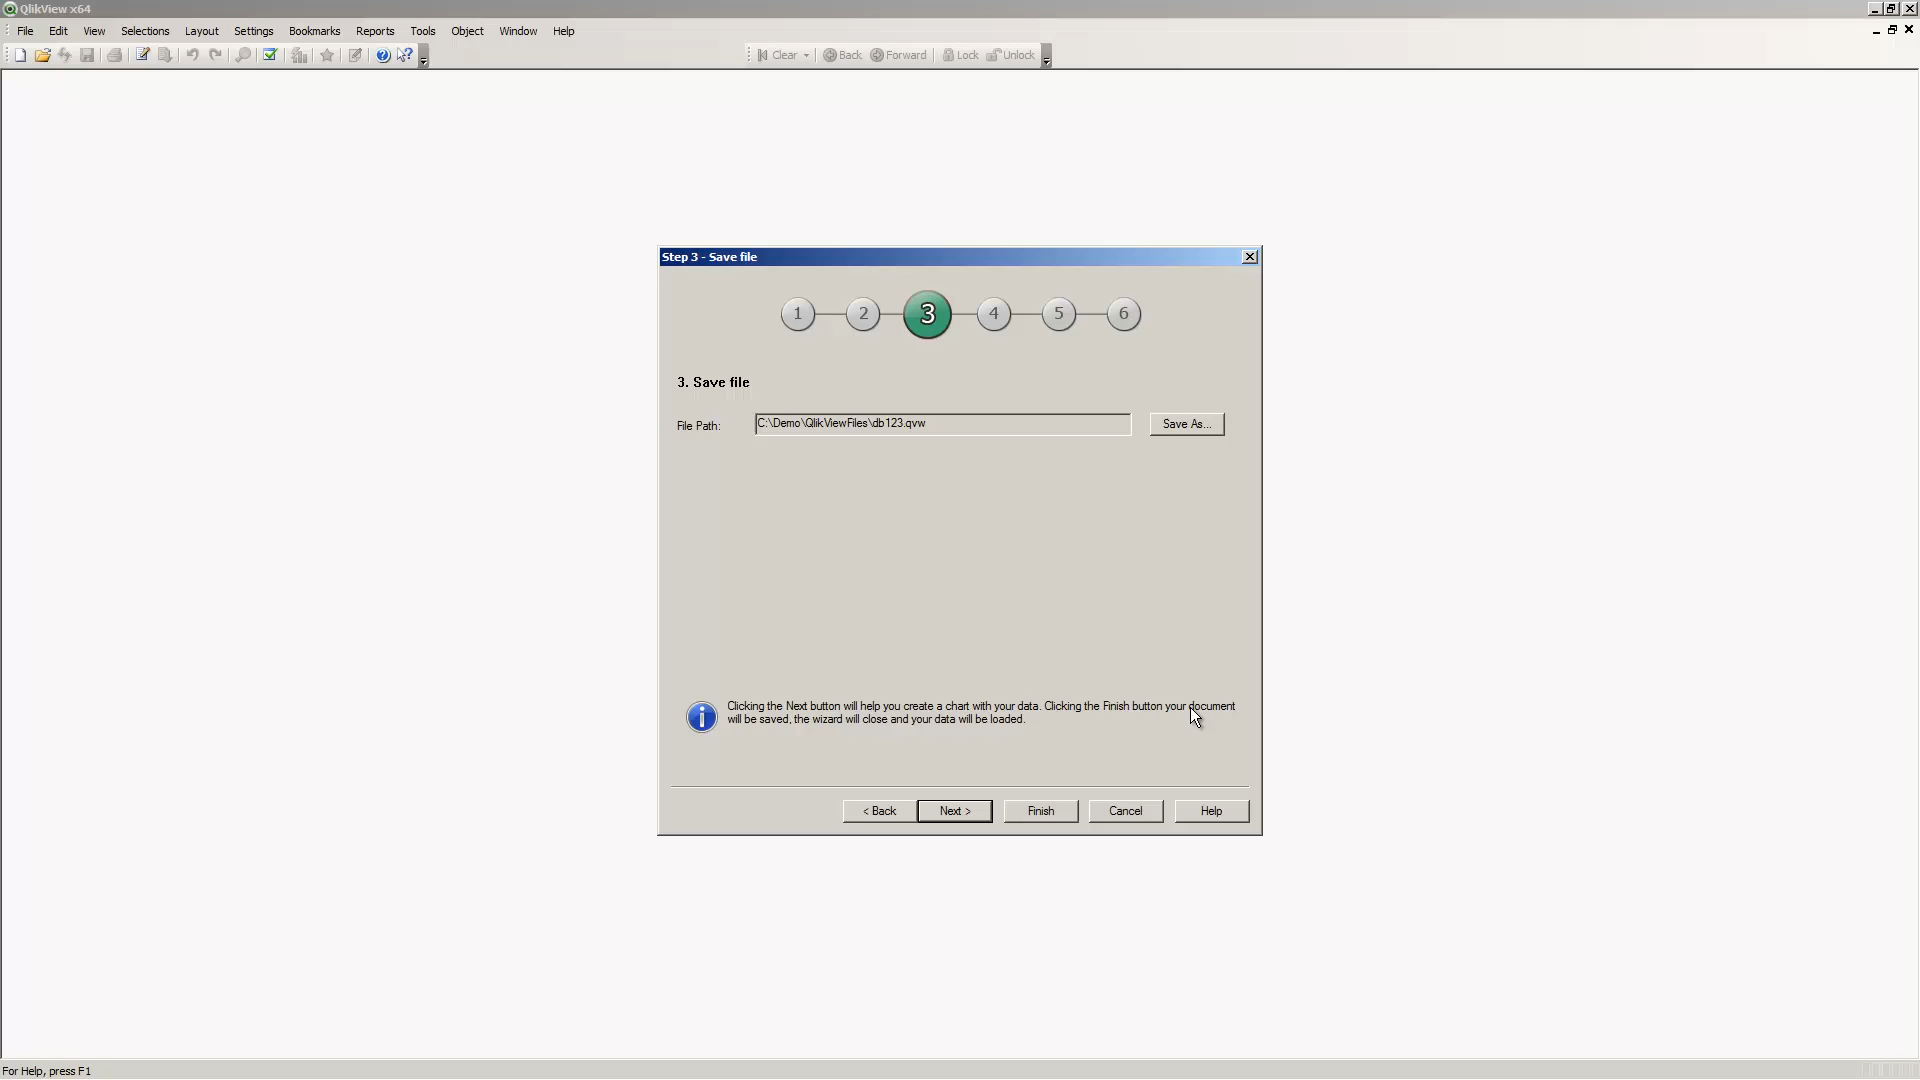 QlikView x64
File Edit View Selections Layout Settings Bookmarks Reports Tools Object Window Help
Clear Back Forward Lock Unlock
Step 3 - Save file
1 2 3 4 5 6
3. Save file
File Path: C:\Demo\QlikViewFiles\db123.qvw Save As...
Clicking the Next button will help you create a chart with your data. Clicking the Finish button your document
will be saved, the wizard will close and your data will be loaded.
< Back Next > Finish Cancel Help
For Help, press F1